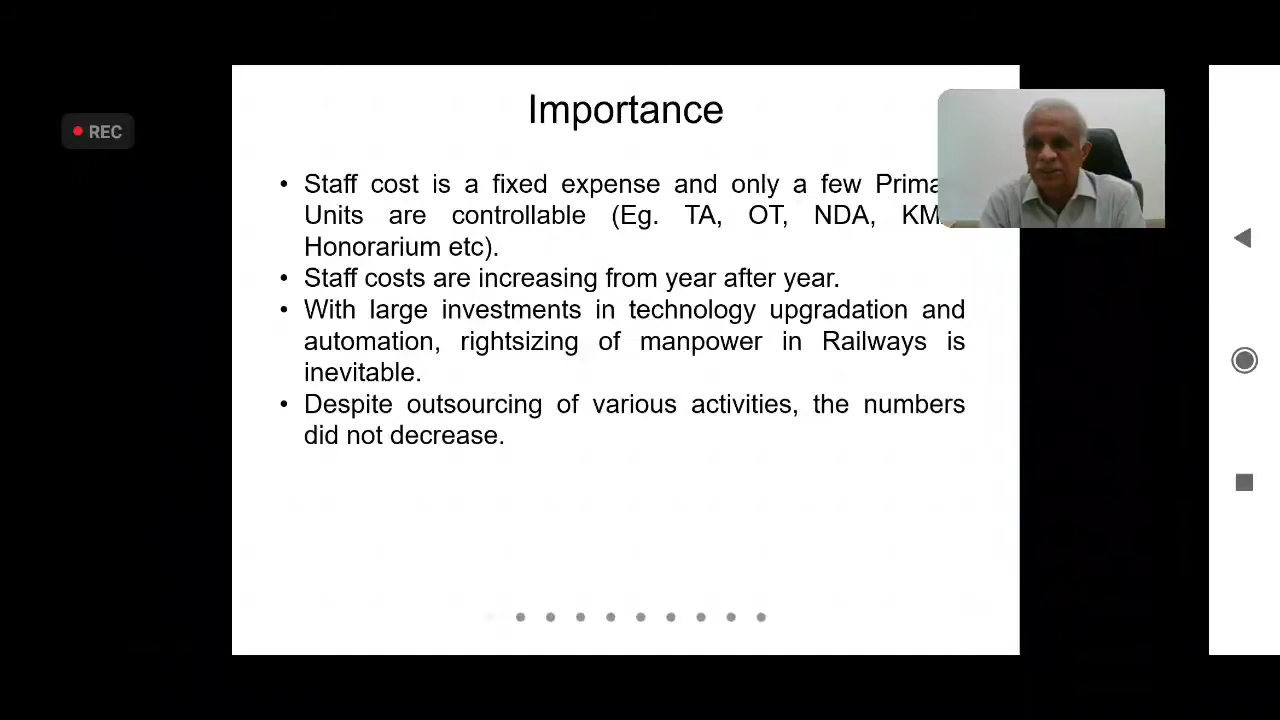 Importance
REC
• Staff cost is a fixed expense and only a few
Units are controllable (Eg. TA, OT, NDA,
Honorarium etc).
• Staff costs are increasing from year after year.
• With large investments in technology upgradation and
automation, rightsizing of manpower in Railways is
inevitable.
• Despite outsourcing of various activities, the numbers
did not decrease.